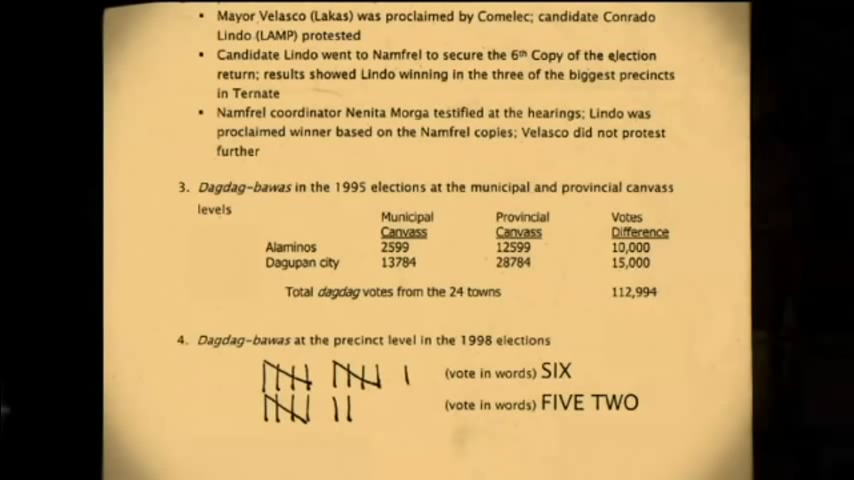 • Mayor Velasco (Lakas) was proclaimed by Comelec; candidate Conrado
Lindo (LAMP) protested
• Candidate Lindo went to Namfrel to secure the 6th Copy of the election
return; results showed Lindo winning in the three of the biggest precincts
in Ternate
• Namfrel coordinator Nenita Morga testified at the hearings; Lindo was
proclaimed winner based on the Namfrel copies; Velasco did not protest
further
3. Dagdag-bawas in the 1995 elections at the municipal and provincial canvass
levels
Municipal Provincial Votes
Canvass Canvass Difference
Alaminos 2599 12599 10,000
Dagupan city 13784 28784 15,000
Total dagdag votes from the 24 towns 112,994
4. Dagdag-bawas at the precinct level in the 1998 elections
(vote in words) SIX
(vote in words) FIVE TWO